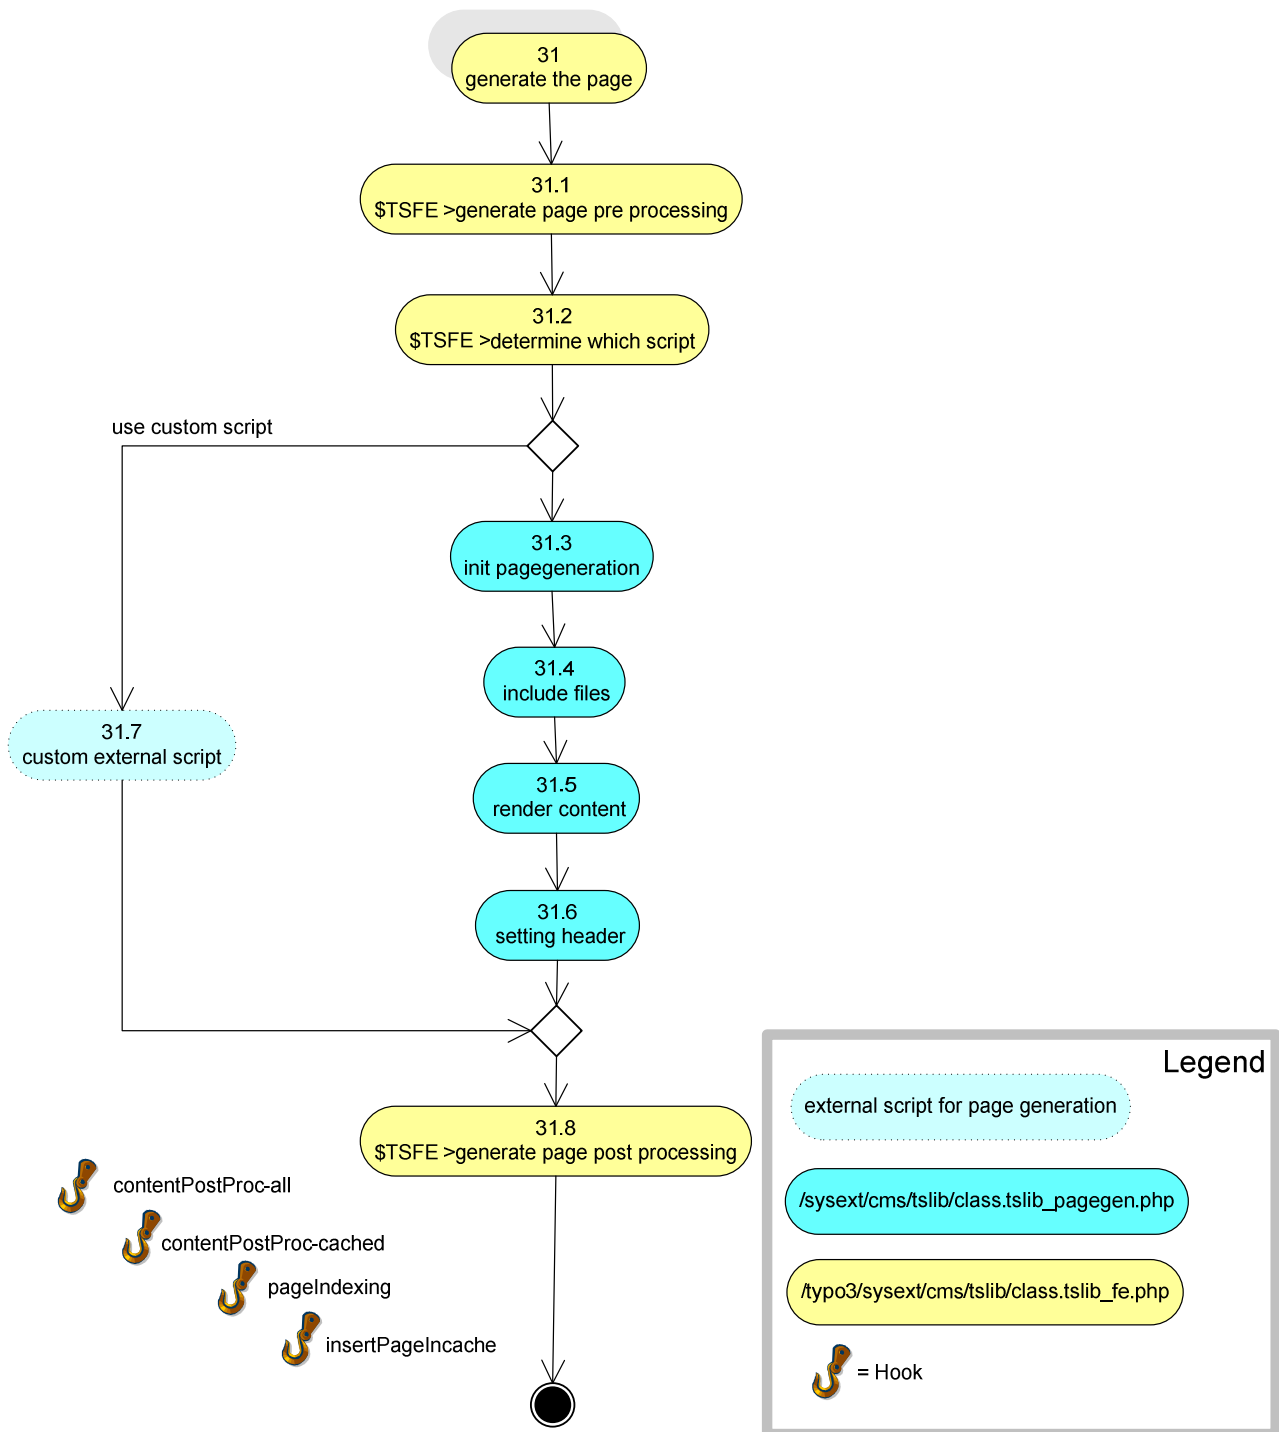 31
generate the page
31.1
$TSFE >generate page pre processing
31.2
$TSFE >determine which script
use custom script
31.3
init pagegeneration
31.4
include files
31.7
custom external script
31.5
render content
31.6
setting header
31.8
$TSFE >generate page post processing
contentPostProc-all
contentPostProc-cached
pageIndexing
insertPageIncache
Legend
external script for page generation
/sysext/cms/tslib/class.tslib_pagegen.php
/typo3/sysext/cms/tslib/class.tslib_fe.php
= Hook